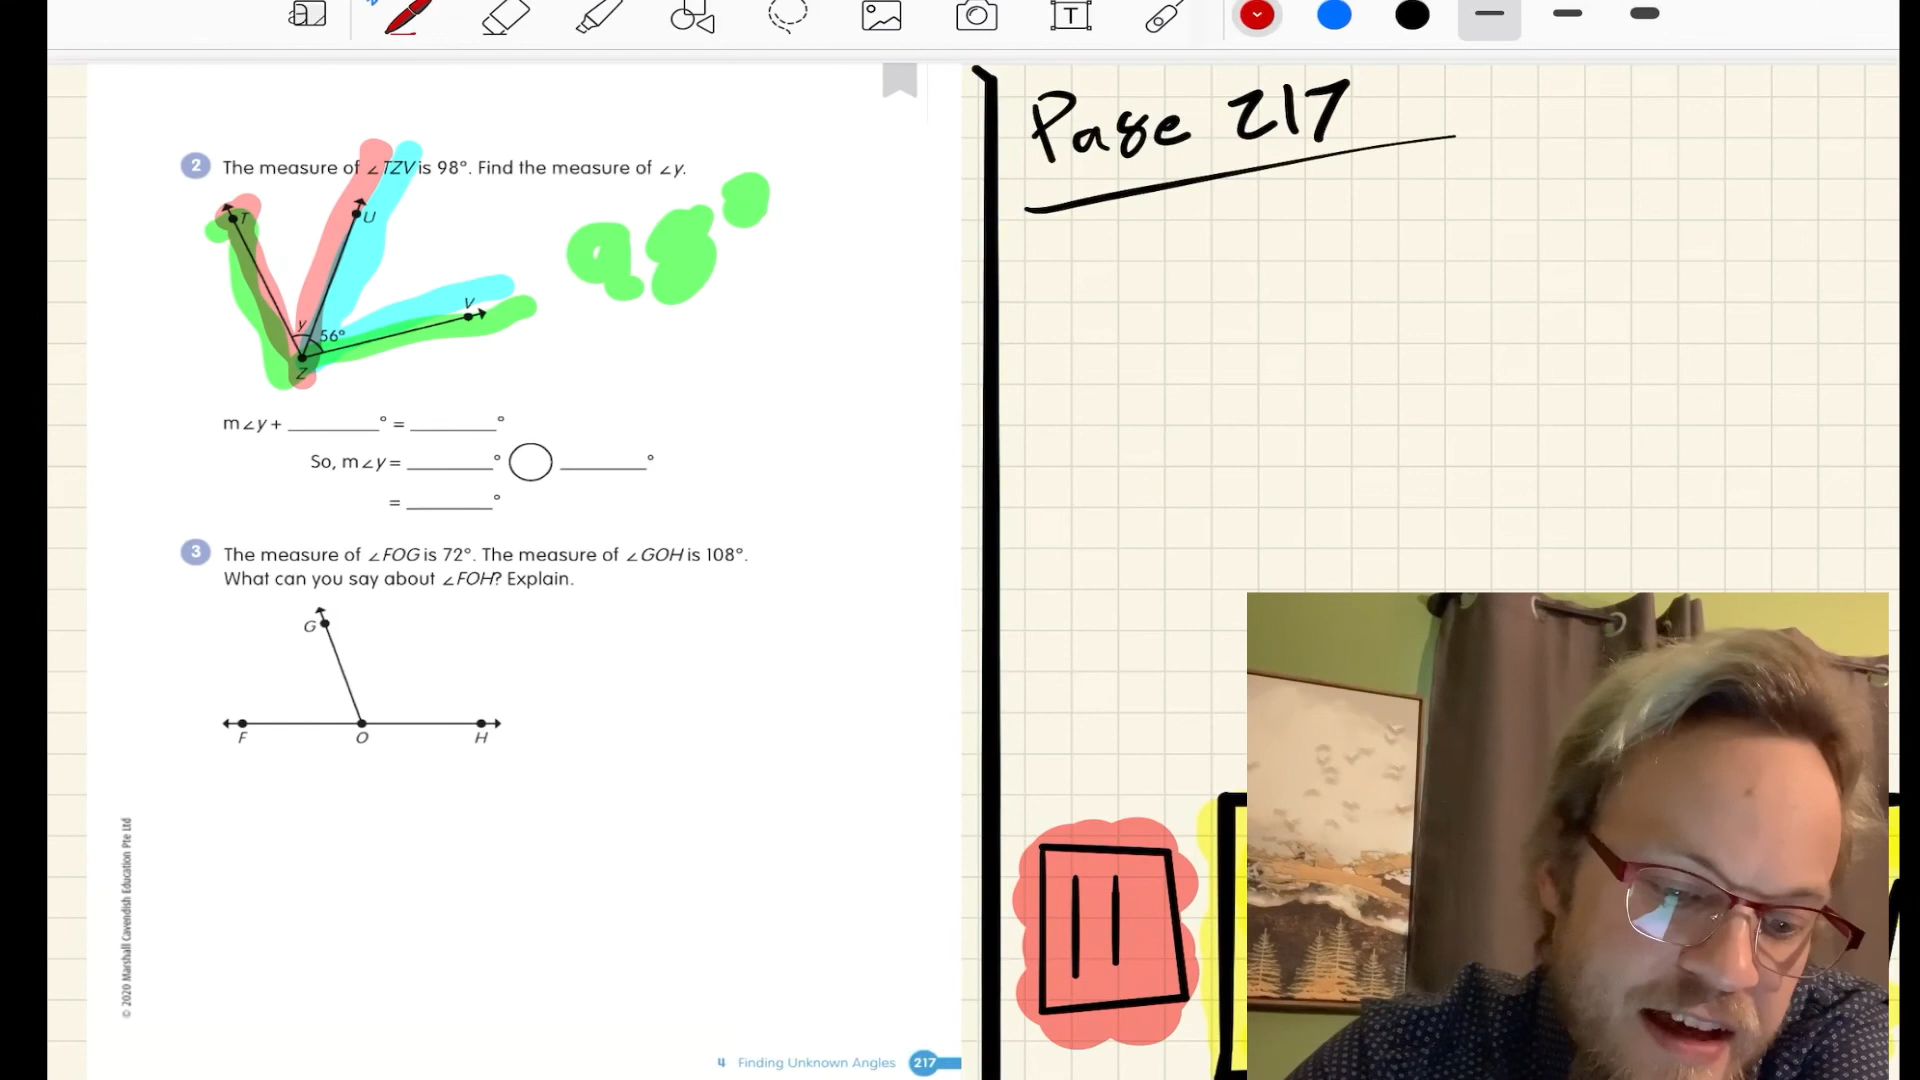 T
Page 217
2 The measure of ∠TZV is 98°. Find the measure of ∠y.
98°
T
U
V
y
56°
Z
m∠y + ________° = ________°
So, m∠y = ________° ◯ ________°
= ________°
3 The measure of ∠FOG is 72°. The measure of ∠GOH is 108°.
What can you say about ∠FOH? Explain.
G
F O H
© 2020 Marshall Cavendish Education Pte Ltd
4 Finding Unknown Angles 217